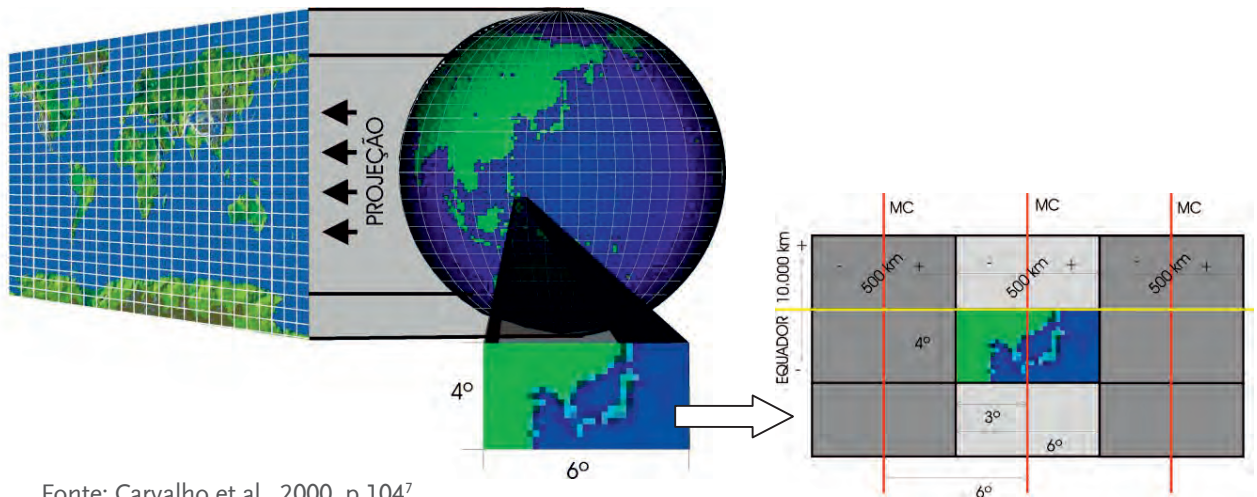 PROJEÇÃO
4º
6º
MC
MC
MC
EQUADOR 10.000 km
+
-
-
+
-
+
-
+
500 km
500 km
500 km
4º
3º
6º
6º
Fonte: Carvalho et al., 2000, p.104⁷